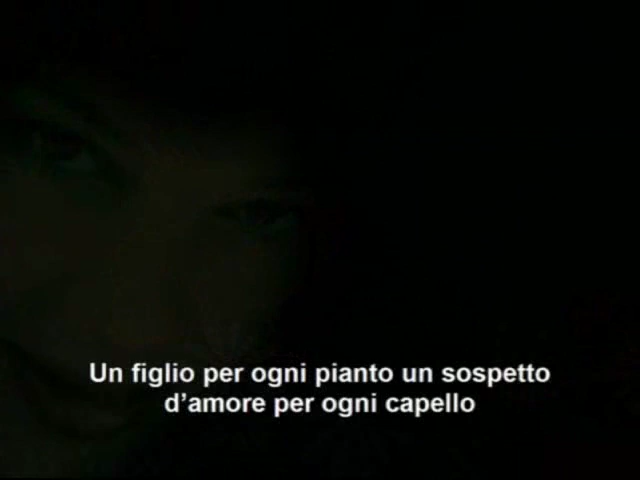 Un figlio per ogni pianto un sospetto
d’amore per ogni capello